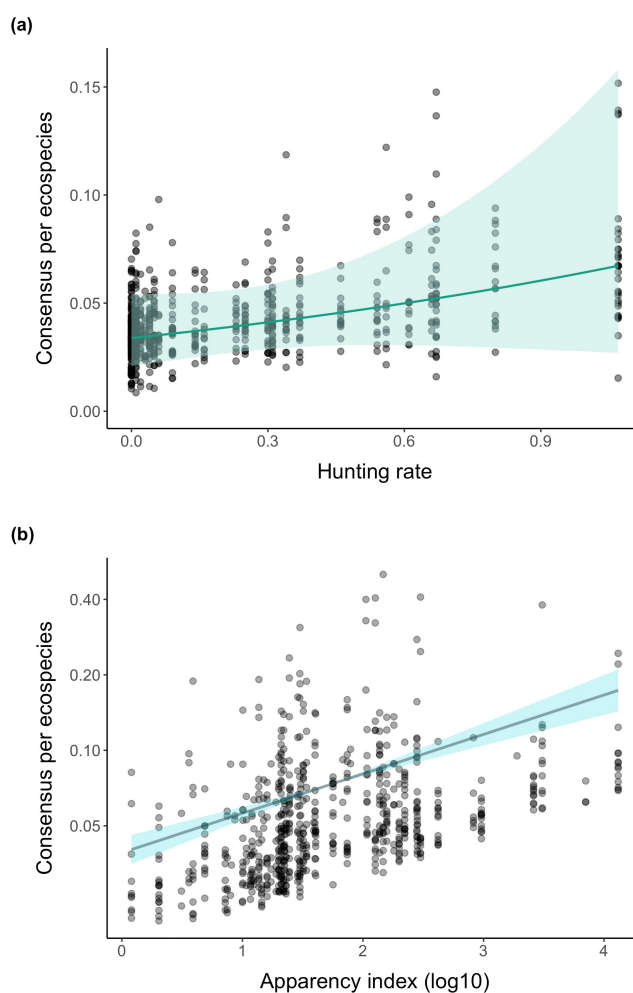 (a)
0.15
0.10
0.05
0.00
Consensus per ecospecies
0.0 0.3 0.6 0.9
Hunting rate
(b)
0.40
0.20
0.10
0.05
Consensus per ecospecies
0 1 2 3 4
Apparency index (log10)